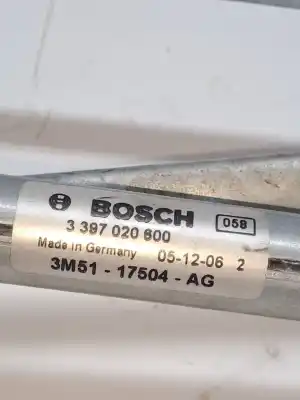 BOSCH 058
3 397 020 600
Made in Germany 05-12-06 2
3M51 - 17504 - AG